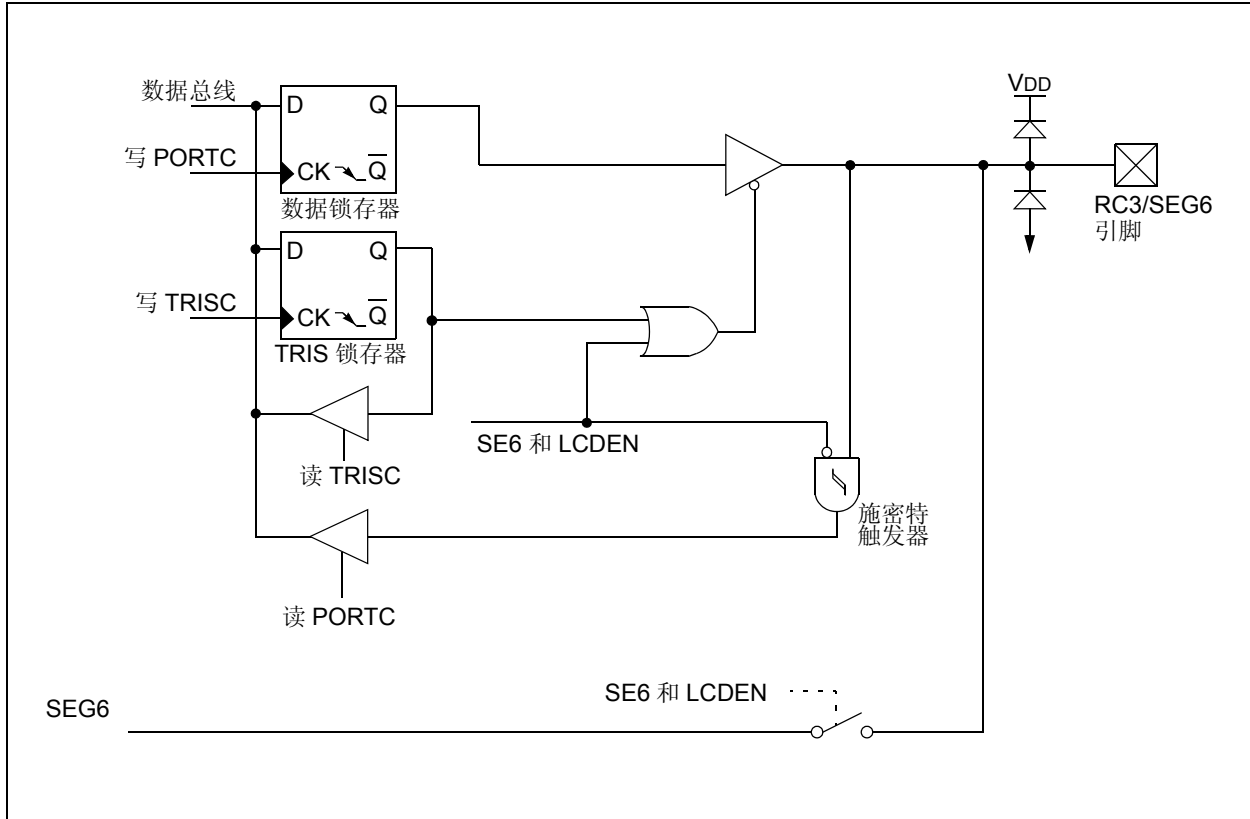 数据总线
D Q
写 PORTC
CK Q
数据锁存器
VDD
RC3/SEG6
引脚
D Q
写 TRISC
CK Q
TRIS 锁存器
SE6 和 LCDEN
读 TRISC
施密特
触发器
读 PORTC
SE6 和 LCDEN
SEG6